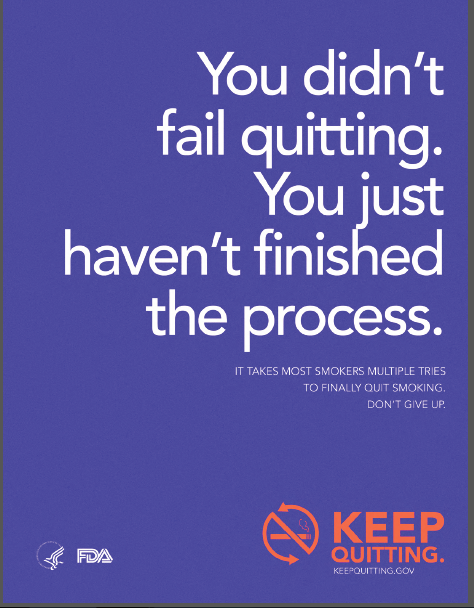 You didn’t
fail quitting.
You just
haven’t finished
the process.
IT TAKES MOST SMOKERS MULTIPLE TRIES
TO FINALLY QUIT SMOKING.
DON’T GIVE UP.
KEEP
QUITTING.
KEEPQUITTING.GOV
FDA